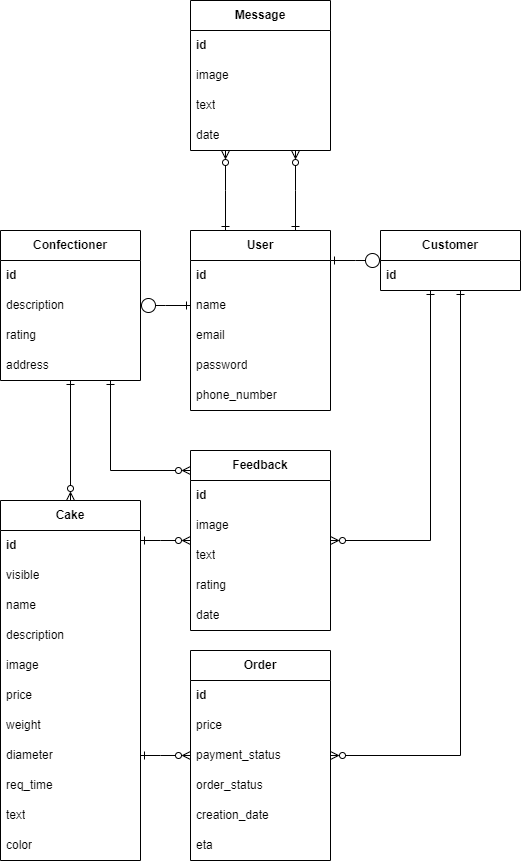 Message
id
image
text
date
Confectioner
id
description
rating
address
User
id
name
email
password
phone_number
Customer
id
Feedback
id
image
text
rating
date
Cake
id
visible
name
description
image
price
weight
diameter
req_time
text
color
Order
id
price
payment_status
order_status
creation_date
eta